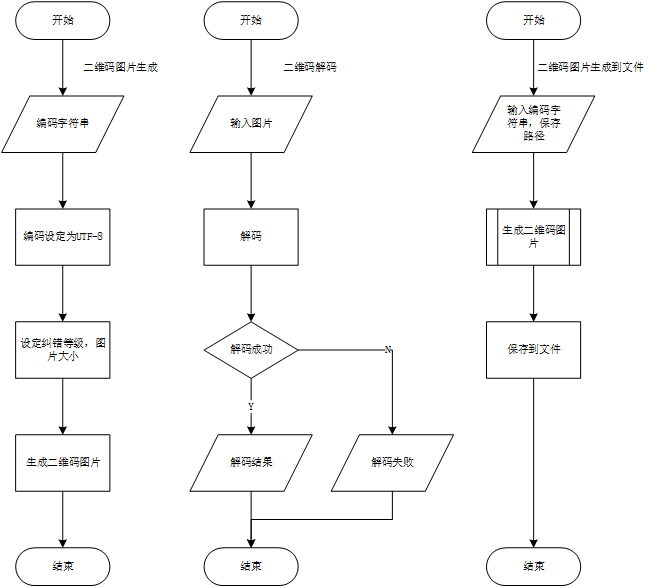 开始
二维码图片生成
编码字符串
编码设定为UTF-8
设定纠错等级，图
片大小
生成二维码图片
结束
开始
二维码解码
输入图片
解码
解码成功
N
Y
解码结果
解码失败
结束
开始
二维码图片生成到文件
输入编码字
符串，保存
路径
生成二维码图
片
保存到文件
结束